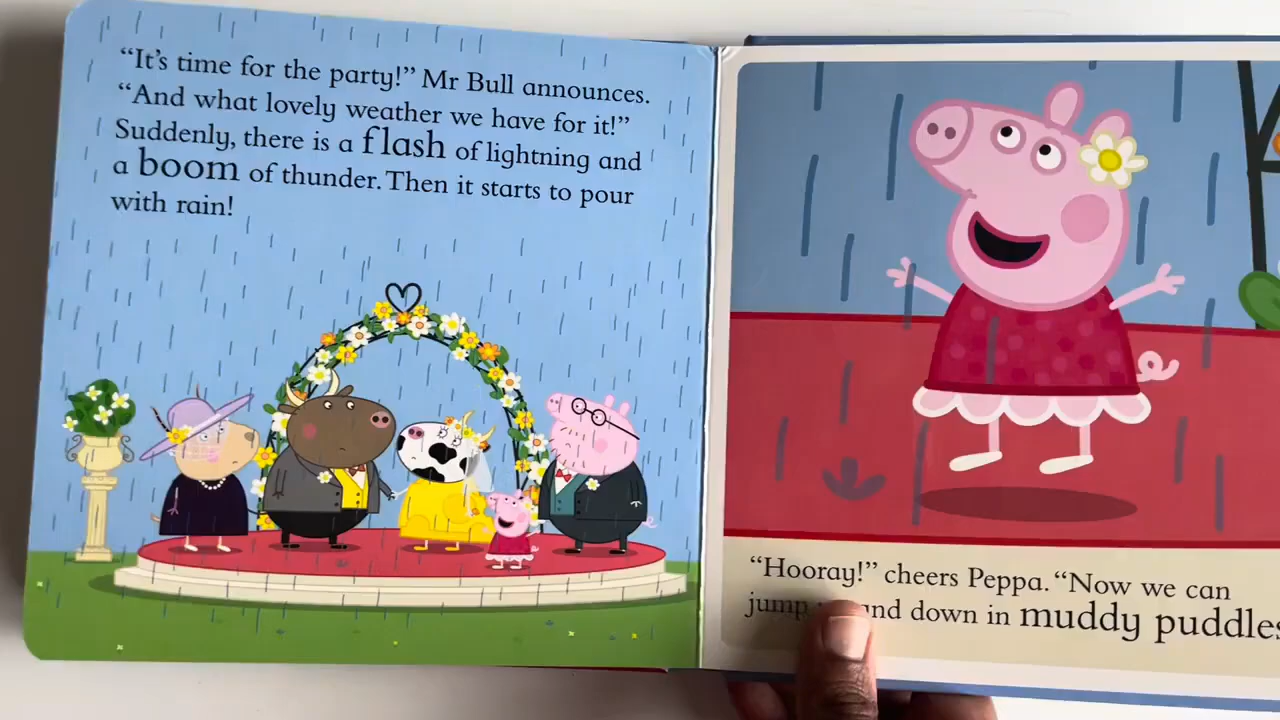 “It’s time for the party!” Mr Bull announces.
“And what lovely weather we have for it!”
Suddenly, there is a flash of lightning and
a boom of thunder. Then it starts to pour
with rain!
“Hooray!” cheers Peppa. “Now we can
jump and down in muddy puddles